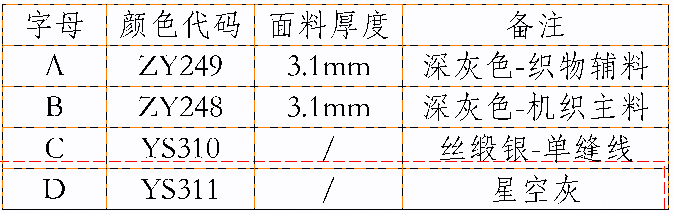 字母 颜色代码 面料厚度 备注
A ZY249 3.1mm 深灰色-织物辅料
B ZY248 3.1mm 深灰色-机织主料
C YS310 / 丝缎银-单缝线
D YS311 / 星空灰